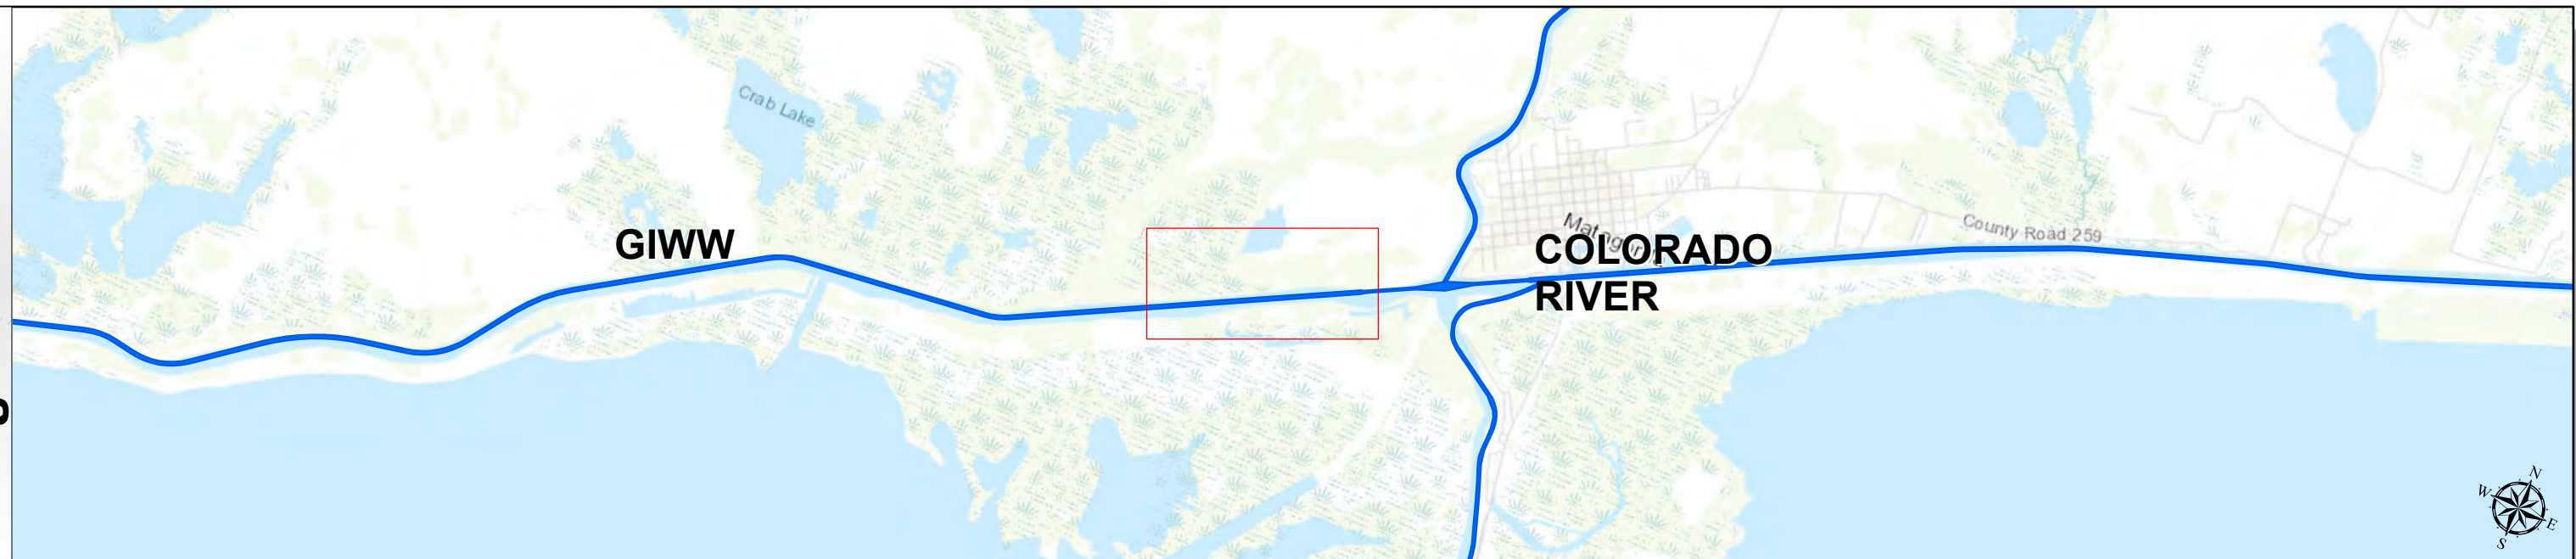 Crab Lake
GIWW
COLORADO
RIVER
County Road 259
N
W
E
S